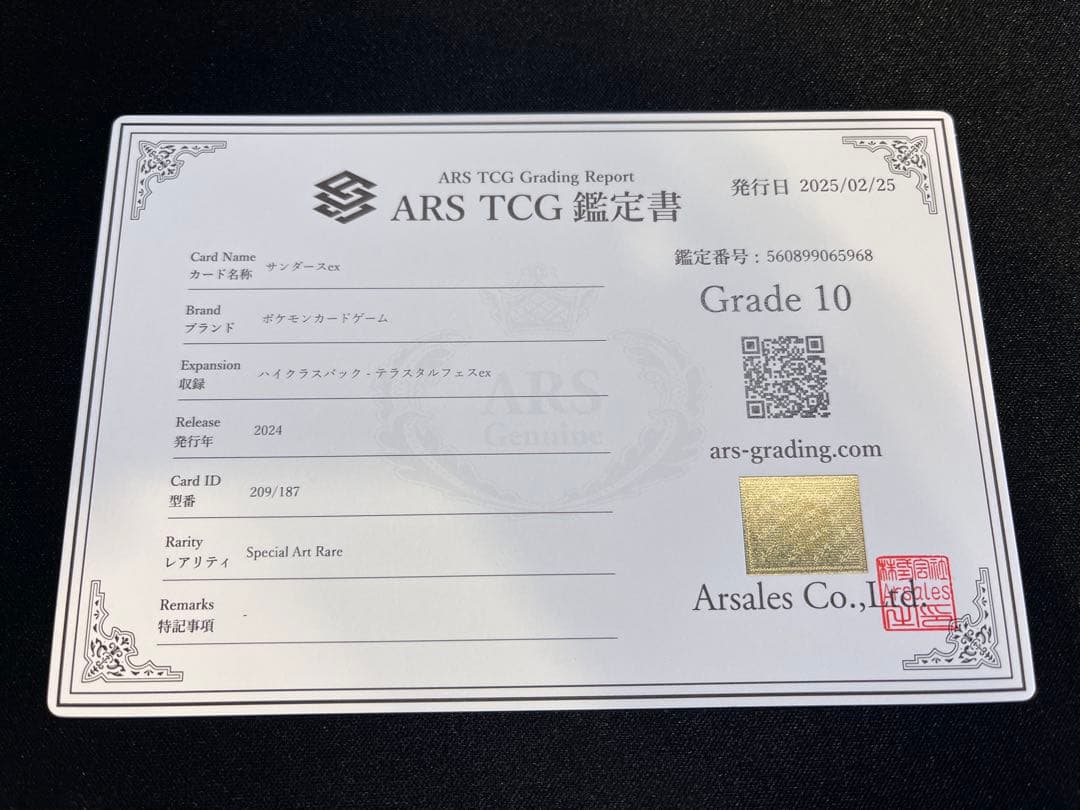 ARS TCG Grading Report
ARS TCG 鑑定書
発行日 2025/02/25
Card Name
カード名称
サンダースex
Brand
ブランド
ポケモンカードゲーム
Expansion
収録
ハイクラスパック - テラスタルフェスex
Release
発行年
2024
Card ID
型番
209/187
Rarity
レアリティ
Special Art Rare
Remarks
特記事項
-
鑑定番号 : 560899065968
Grade 10
ars-grading.com
Arsales Co.,Ltd.
株式会社
Arsales
ARS
Genuine